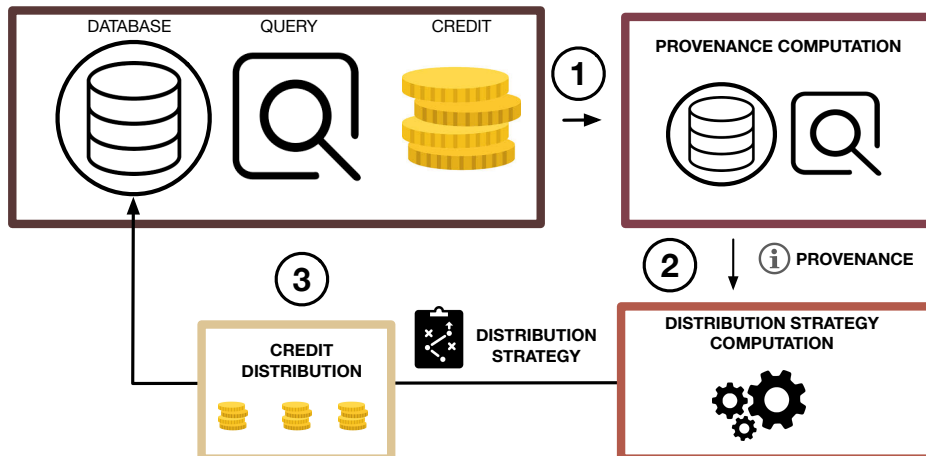 DATABASE
QUERY
CREDIT
1
PROVENANCE COMPUTATION
2
i PROVENANCE
DISTRIBUTION STRATEGY
COMPUTATION
DISTRIBUTION
STRATEGY
3
CREDIT
DISTRIBUTION